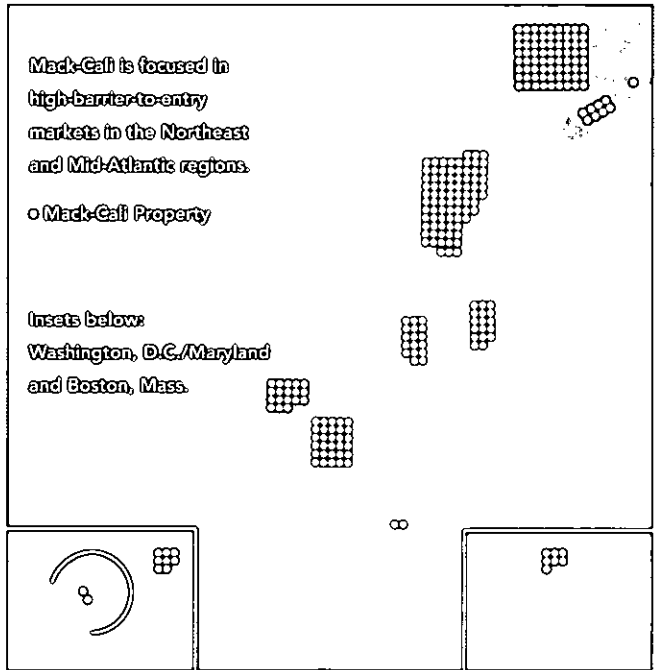 Mack-Cali is focused in
high-barrier-to-entry
markets in the Northeast
and Mid-Atlantic regions.
Mack-Cali Property
Insets below:
Washington, D.C./Maryland
and Boston, Mass.